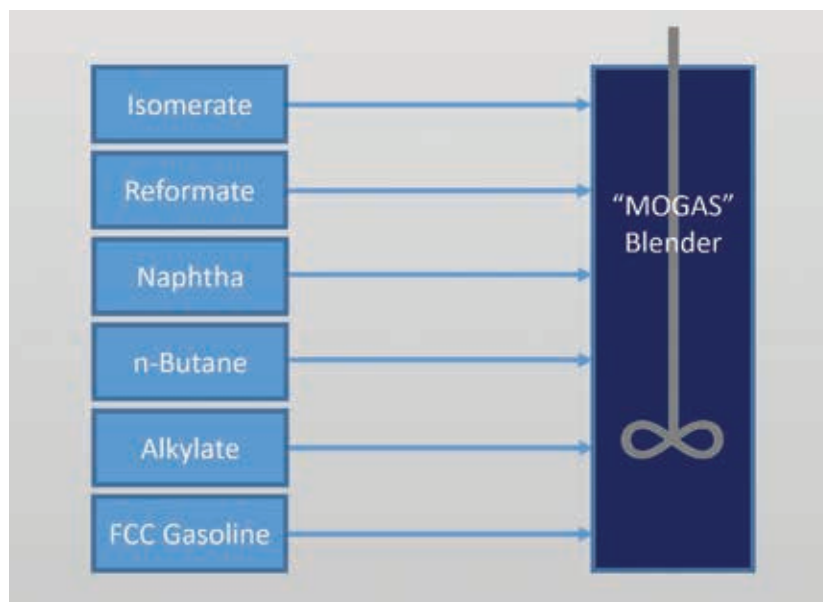 Isomerate
Reformate
Naphtha
n-Butane
Alkylate
FCC Gasoline
“MOGAS”
Blender